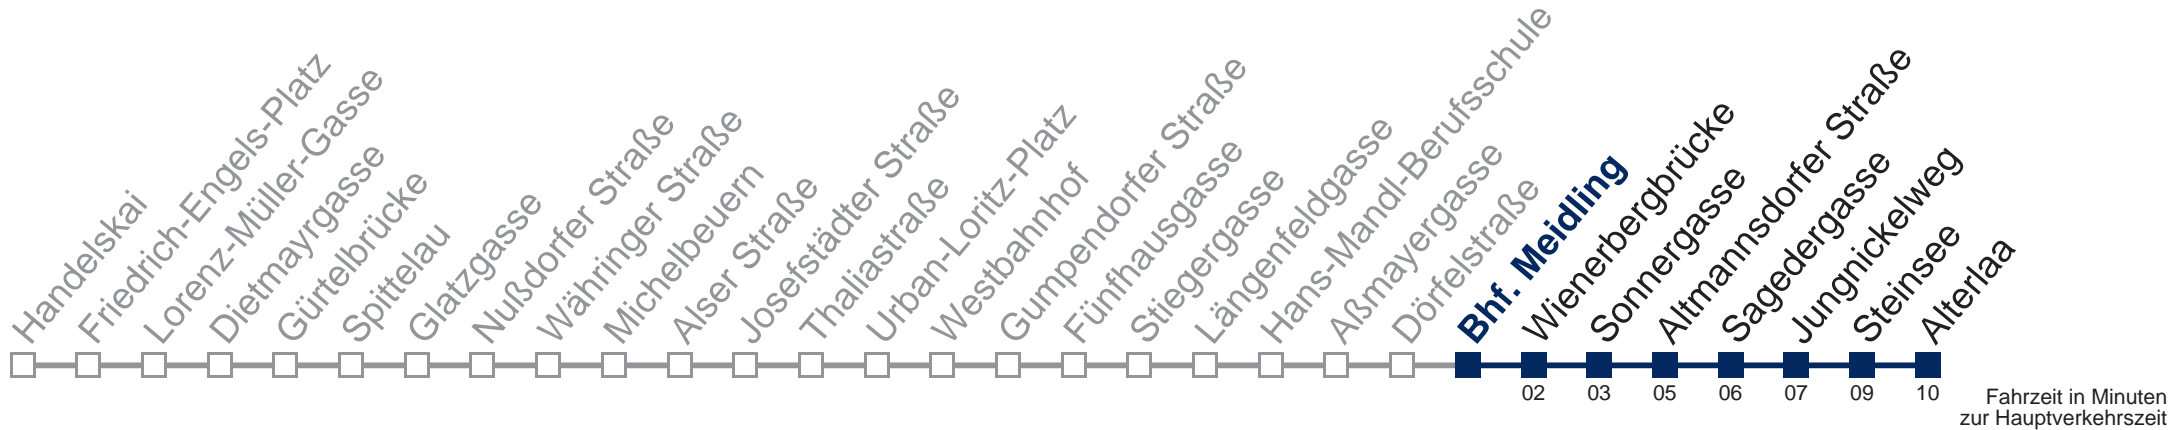 Handelskai
Friedrich-Engels-Platz
Lorenz-Müller-Gasse
Dietmayrgasse
Gürtelbrücke
Spittelau
Glatzgasse
Nußdorfer Straße
Währinger Straße
Michelbeuern
Alser Straße
Josefstädter Straße
Thaliastraße
Urban-Loritz-Platz
Westbahnhof
Gumpendorfer Straße
Fünfhausgasse
Stiegergasse
Längenfeldgasse
Hans-Mandl-Berufsschule
Aßmayergasse
Dörfelstraße
Bhf. Meidling
Wienerbergbrücke
Sonnergasse
Altmannsdorfer Straße
Sagedergasse
Jungnickelweg
Steinsee
Alterlaa
02 03 05 06 07 09 10
Fahrzeit in Minuten
zur Hauptverkehrszeit